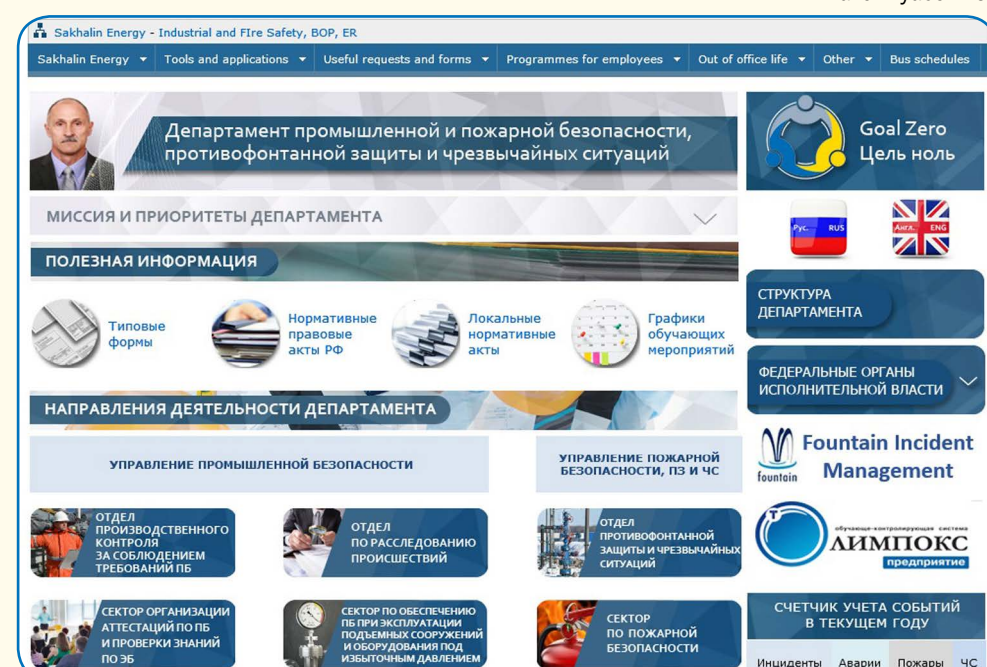 Sakhalin Energy - Industrial and FIre Safety, BOP, ER
Sakhalin Energy Tools and applications Useful requests and forms Programmes for employees Out of office life Other Bus schedules
Департамент промышленной и пожарной безопасности,
противофонтанной защиты и чрезвычайных ситуаций
Goal Zero
Цель ноль
МИССИЯ И ПРИОРИТЕТЫ ДЕПАРТАМЕНТА
Рус. RUS
Англ. ENG
ПОЛЕЗНАЯ ИНФОРМАЦИЯ
Типовые
формы
Нормативные
правовые
акты РФ
Локальные
нормативные
акты
Графики
обучающих
мероприятий
СТРУКТУРА
ДЕПАРТАМЕНТА
ФЕДЕРАЛЬНЫЕ ОРГАНЫ
ИСПОЛНИТЕЛЬНОЙ ВЛАСТИ
НАПРАВЛЕНИЯ ДЕЯТЕЛЬНОСТИ ДЕПАРТАМЕНТА
УПРАВЛЕНИЕ ПРОМЫШЛЕННОЙ БЕЗОПАСНОСТИ
УПРАВЛЕНИЕ ПОЖАРНОЙ
БЕЗОПАСНОСТИ, ПЗ И ЧС
fountain
Fountain Incident
Management
ОТДЕЛ
ПРОИЗВОДСТВЕННОГО
КОНТРОЛЯ
ЗА СОБЛЮДЕНИЕМ
ТРЕБОВАНИЙ ПБ
ОТДЕЛ
ПО РАССЛЕДОВАНИЮ
ПРОИСШЕСТВИЙ
ОТДЕЛ
ПРОТИВОФОНТАННОЙ
ЗАЩИТЫ И ЧРЕЗВЫЧАЙНЫХ
СИТУАЦИЙ
обучающе-контролирующая система
ЛИМПОКС
предприятие
СЕКТОР ОРГАНИЗАЦИИ
АТТЕСТАЦИЙ ПО ПБ
И ПРОВЕРКИ ЗНАНИЙ
ПО ЭБ
СЕКТОР ПО ОБЕСПЕЧЕНИЮ
ПБ ПРИ ЭКСПЛУАТАЦИИ
ПОДЪЕМНЫХ СООРУЖЕНИЙ
И ОБОРУДОВАНИЯ ПОД
ИЗБЫТОЧНЫМ ДАВЛЕНИЕМ
СЕКТОР
ПО ПОЖАРНОЙ
БЕЗОПАСНОСТИ
СЧЕТЧИК УЧЕТА СОБЫТИЙ
В ТЕКУЩЕМ ГОДУ
Инциденты Аварии Пожары ЧС